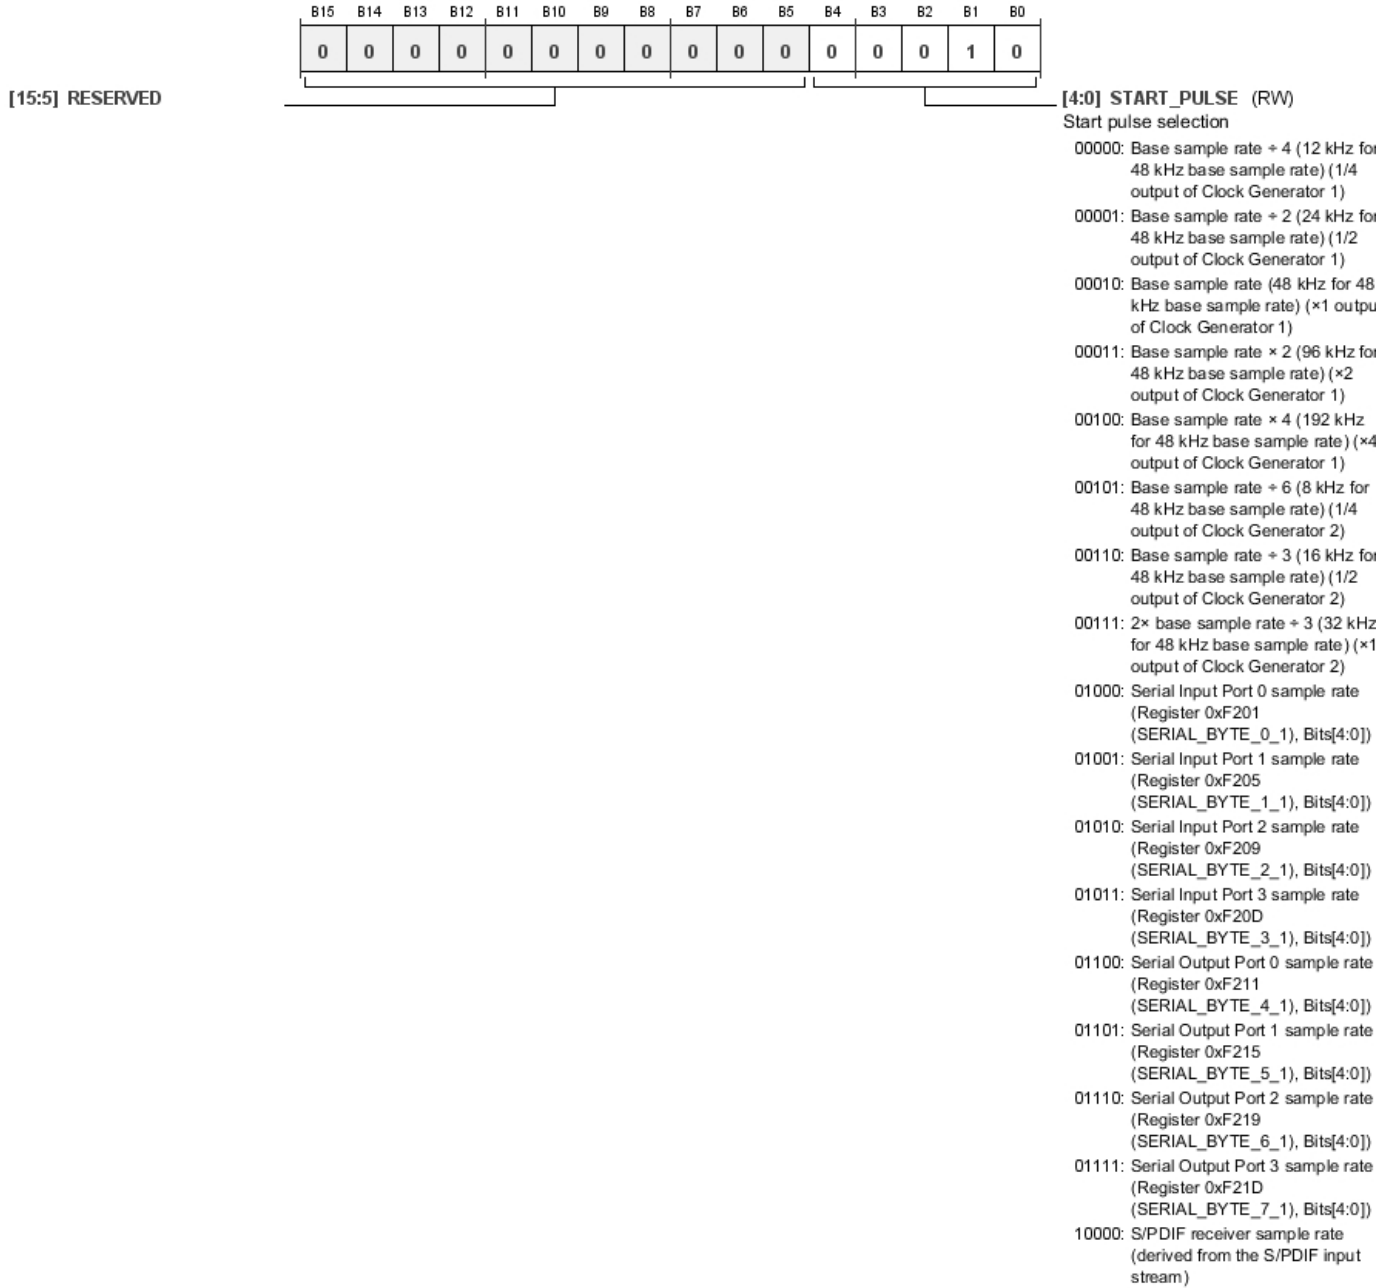 B15 B14 B13 B12 B11 B10 B9 B8 B7 B6 B5 B4 B3 B2 B1 B0
0 0 0 0 0 0 0 0 0 0 0 0 0 0 1 0
[15:5] RESERVED
[4:0] START_PULSE (RW)
Start pulse selection
00000: Base sample rate ÷ 4 (12 kHz for
48 kHz base sample rate) (1/4
output of Clock Generator 1)
00001: Base sample rate ÷ 2 (24 kHz for
48 kHz base sample rate) (1/2
output of Clock Generator 1)
00010: Base sample rate (48 kHz for 48
kHz base sample rate) (×1 outpu
of Clock Generator 1)
00011: Base sample rate × 2 (96 kHz for
48 kHz base sample rate) (×2
output of Clock Generator 1)
00100: Base sample rate × 4 (192 kHz
for 48 kHz base sample rate) (×4
output of Clock Generator 1)
00101: Base sample rate ÷ 6 (8 kHz for
48 kHz base sample rate) (1/4
output of Clock Generator 2)
00110: Base sample rate ÷ 3 (16 kHz for
48 kHz base sample rate) (1/2
output of Clock Generator 2)
00111: 2× base sample rate ÷ 3 (32 kHz
for 48 kHz base sample rate) (×1
output of Clock Generator 2)
01000: Serial Input Port 0 sample rate
(Register 0xF201
(SERIAL_BYTE_0_1), Bits[4:0])
01001: Serial Input Port 1 sample rate
(Register 0xF205
(SERIAL_BYTE_1_1), Bits[4:0])
01010: Serial Input Port 2 sample rate
(Register 0xF209
(SERIAL_BYTE_2_1), Bits[4:0])
01011: Serial Input Port 3 sample rate
(Register 0xF20D
(SERIAL_BYTE_3_1), Bits[4:0])
01100: Serial Output Port 0 sample rate
(Register 0xF211
(SERIAL_BYTE_4_1), Bits[4:0])
01101: Serial Output Port 1 sample rate
(Register 0xF215
(SERIAL_BYTE_5_1), Bits[4:0])
01110: Serial Output Port 2 sample rate
(Register 0xF219
(SERIAL_BYTE_6_1), Bits[4:0])
01111: Serial Output Port 3 sample rate
(Register 0xF21D
(SERIAL_BYTE_7_1), Bits[4:0])
10000: S/PDIF receiver sample rate
(derived from the S/PDIF input
stream)